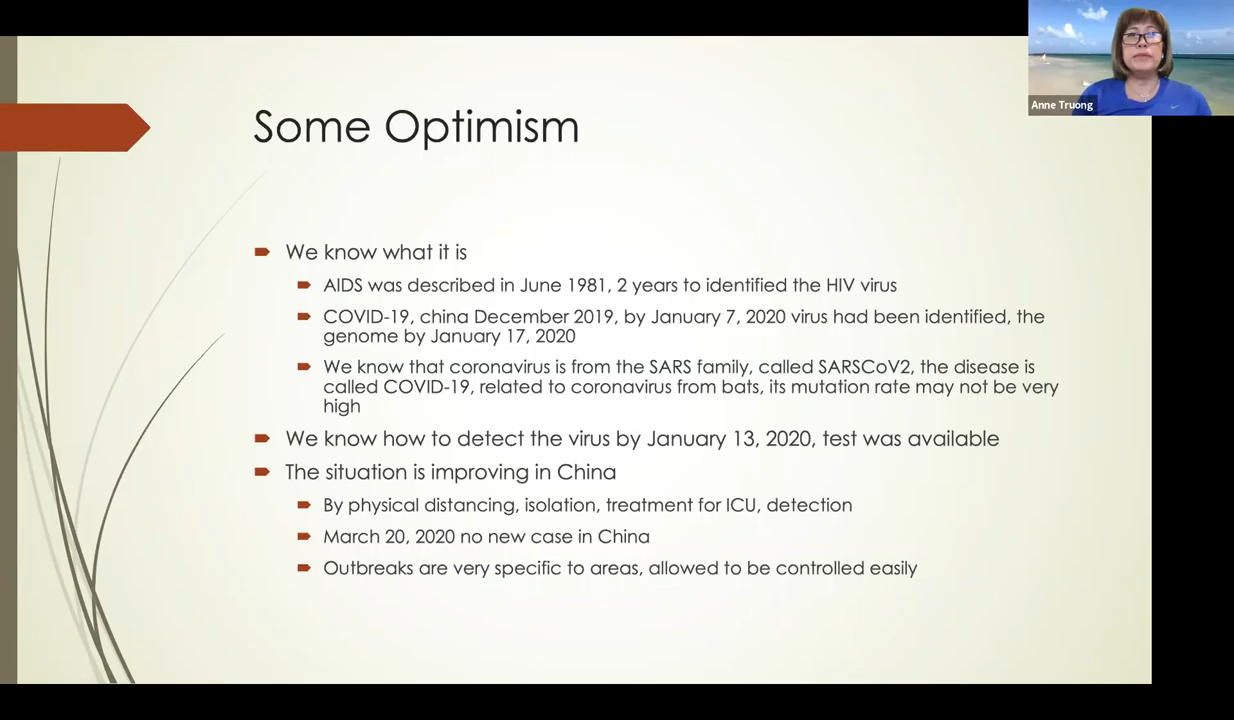 Anne Truong
Some Optimism
We know what it is
AIDS was described in June 1981, 2 years to identified the HIV virus
COVID-19, china December 2019, by January 7, 2020 virus had been identified, the
genome by January 17, 2020
We know that coronavirus is from the SARS family, called SARSCoV2, the disease is
called COVID-19, related to coronavirus from bats, its mutation rate may not be very
high
We know how to detect the virus by January 13, 2020, test was available
The situation is improving in China
By physical distancing, isolation, treatment for ICU, detection
March 20, 2020 no new case in China
Outbreaks are very specific to areas, allowed to be controlled easily